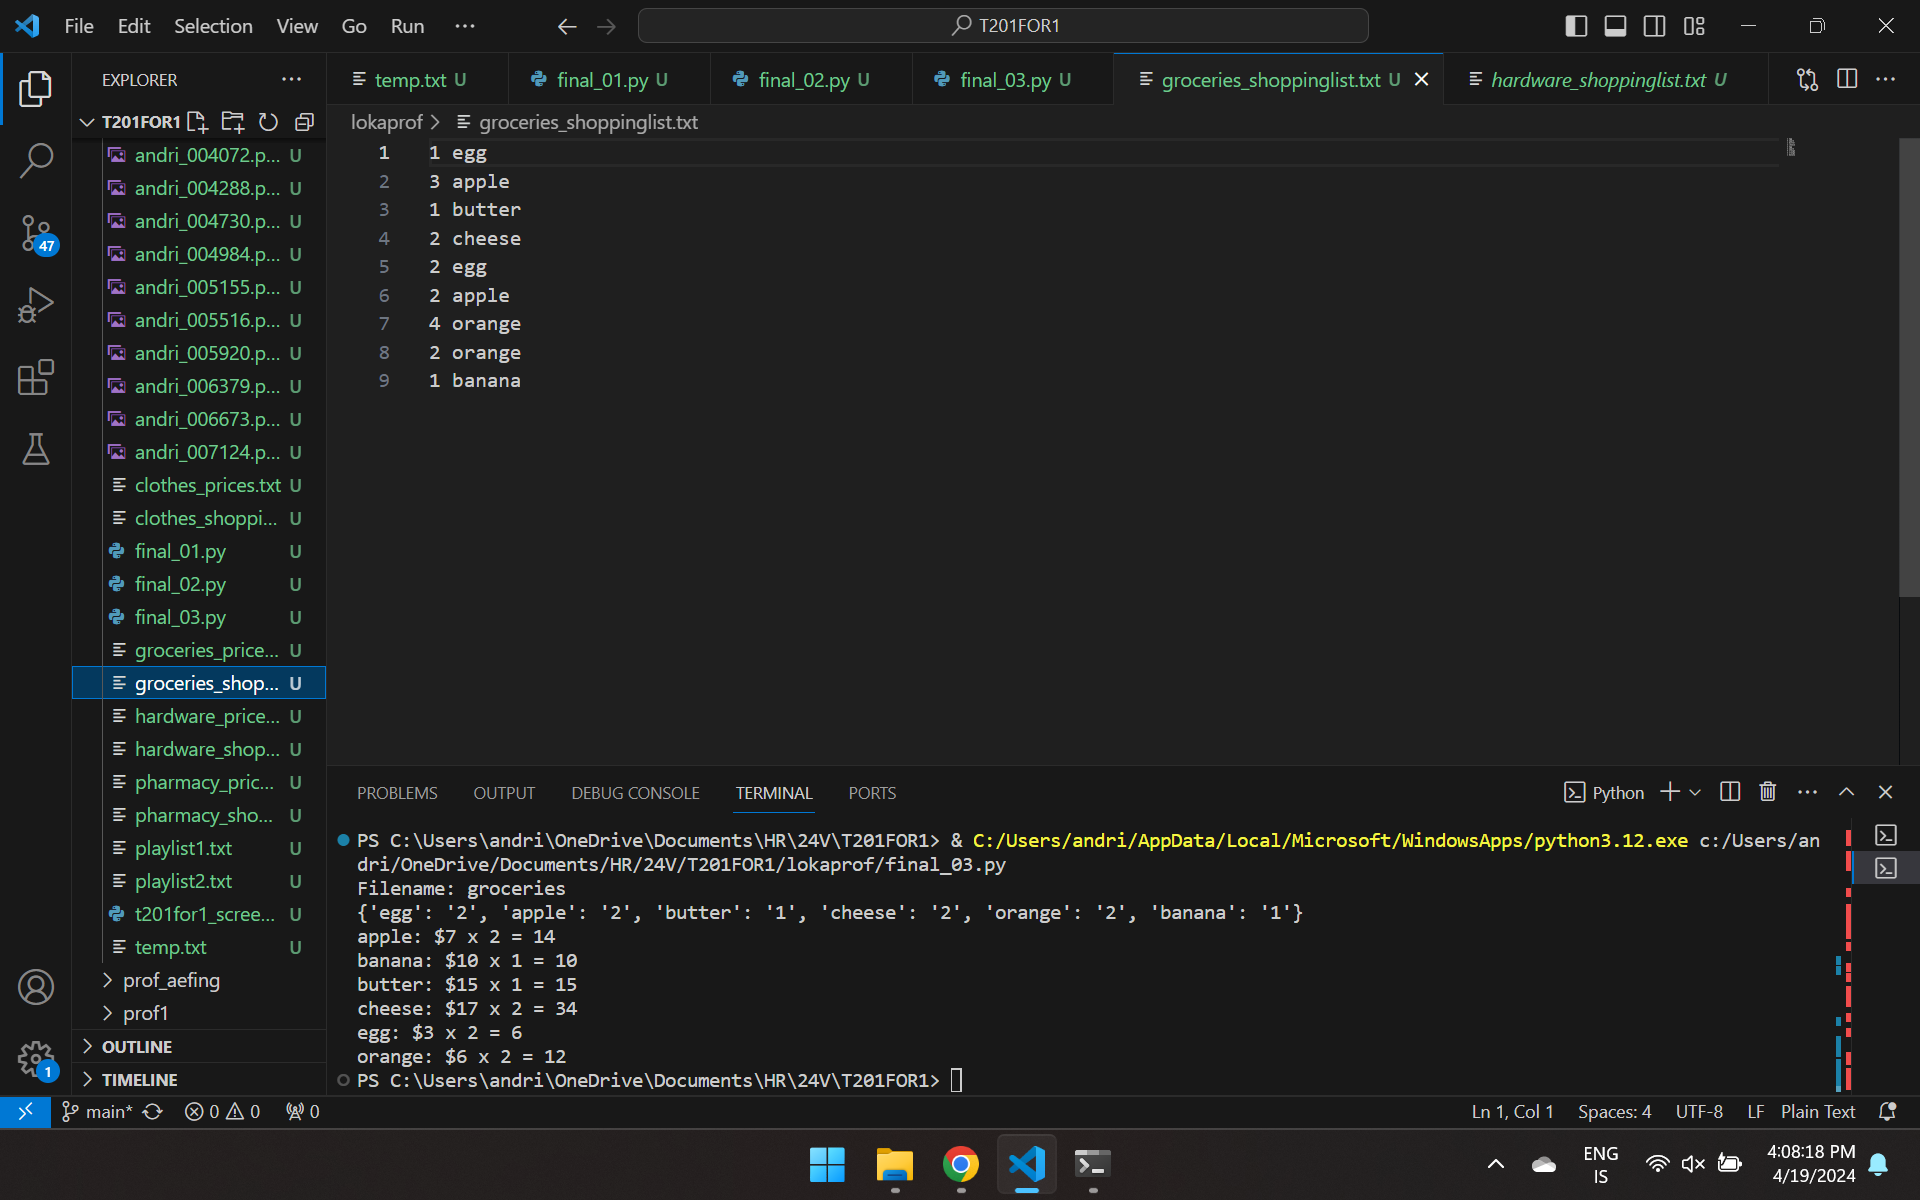 File Edit Selection View Go Run ··· T201FOR1
EXPLORER ···
T201FOR1
andri_004072.p... U
andri_004288.p... U
andri_004730.p... U
andri_004984.p... U
andri_005155.p... U
andri_005516.p... U
andri_005920.p... U
andri_006379.p... U
andri_006673.p... U
andri_007124.p... U
clothes_prices.txt U
clothes_shoppi... U
final_01.py U
final_02.py U
final_03.py U
groceries_price... U
groceries_shop... U
hardware_price... U
hardware_shop... U
pharmacy_pric... U
pharmacy_sho... U
playlist1.txt U
playlist2.txt U
t201for1_scree... U
temp.txt U
prof_aefing
prof1
OUTLINE
TIMELINE
47
1
temp.txt U final_01.py U final_02.py U final_03.py U groceries_shoppinglist.txt U hardware_shoppinglist.txt U
lokaprof > groceries_shoppinglist.txt
1 1 egg
2 3 apple
3 1 butter
4 2 cheese
5 2 egg
6 2 apple
7 4 orange
8 2 orange
9 1 banana
PROBLEMS OUTPUT DEBUG CONSOLE TERMINAL PORTS Python
PS C:\Users\andri\OneDrive\Documents\HR\24V\T201FOR1> & C:/Users/andri/AppData/Local/Microsoft/WindowsApps/python3.12.exe c:/Users/an
dri/OneDrive/Documents/HR/24V/T201FOR1/lokaprof/final_03.py
Filename: groceries
{'egg': '2', 'apple': '2', 'butter': '1', 'cheese': '2', 'orange': '2', 'banana': '1'}
apple: $7 x 2 = 14
banana: $10 x 1 = 10
butter: $15 x 1 = 15
cheese: $17 x 2 = 34
egg: $3 x 2 = 6
orange: $6 x 2 = 12
PS C:\Users\andri\OneDrive\Documents\HR\24V\T201FOR1>
main* 0 0 0 Ln 1, Col 1 Spaces: 4 UTF-8 LF Plain Text
ENG
IS
4:08:18 PM
4/19/2024